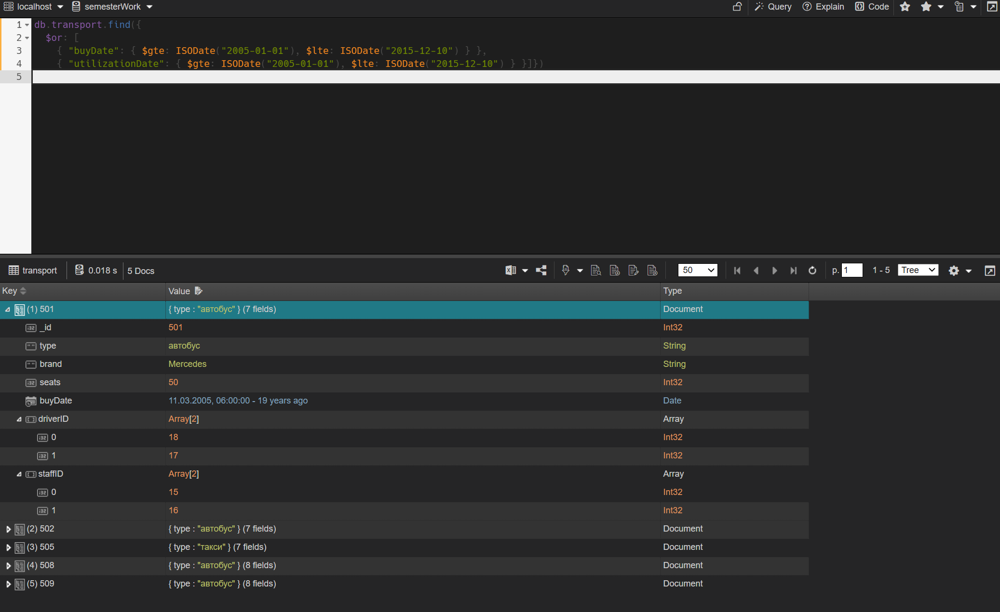 localhost semesterWork Query Explain Code
1 db.transport.find({
2 $or: [
3 { "buyDate": { $gte: ISODate("2005-01-01"), $lte: ISODate("2015-12-10") } },
4 { "utilizationDate": { $gte: ISODate("2005-01-01"), $lte: ISODate("2015-12-10") } }]})
5
transport 0.018 s 5 Docs 50 p. 1 1 - 5 Tree
Key Value Type
(1) 501 { type : "автобус" } (7 fields) Document
_id 501 Int32
type автобус String
brand Mercedes String
seats 50 Int32
buyDate 11.03.2005, 06:00:00 - 19 years ago Date
driverID Array[2] Array
0 18 Int32
1 17 Int32
staffID Array[2] Array
0 15 Int32
1 16 Int32
(2) 502 { type : "автобус" } (7 fields) Document
(3) 505 { type : "такси" } (7 fields) Document
(4) 508 { type : "автобус" } (8 fields) Document
(5) 509 { type : "автобус" } (8 fields) Document